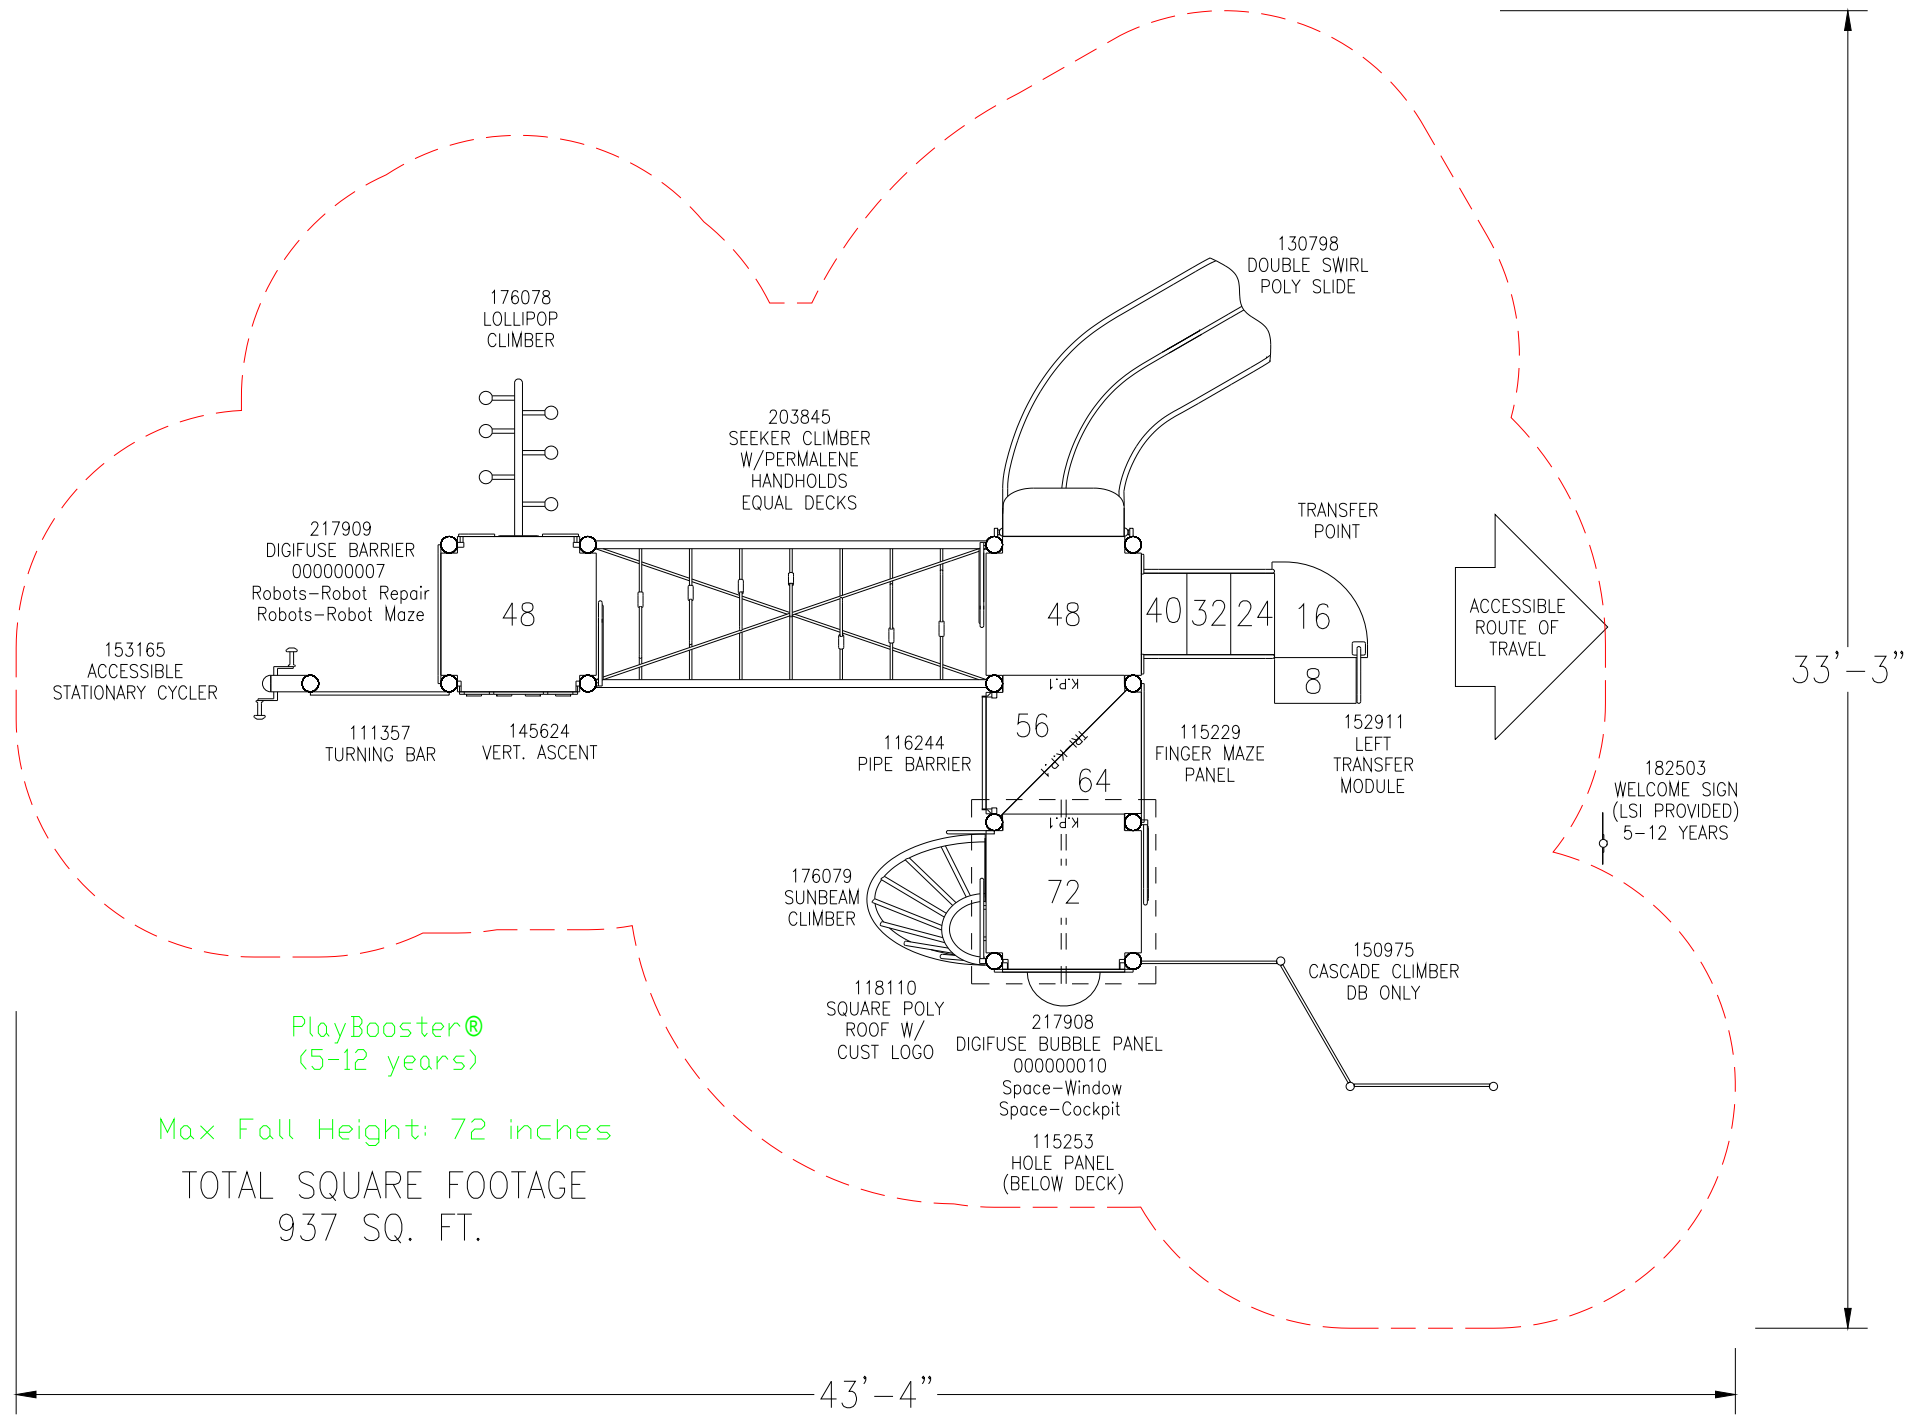 130798
DOUBLE SWIRL
POLY SLIDE
176078
LOLLIPOP
CLIMBER
203845
SEEKER CLIMBER
W/PERMALENE
HANDHOLDS
EQUAL DECKS
TRANSFER
POINT
217909
DIGIFUSE BARRIER
000000007
Robots-Robot Repair
Robots-Robot Maze
48
48
40
32
24
16
8
ACCESSIBLE
ROUTE OF
TRAVEL
153165
ACCESSIBLE
STATIONARY CYCLER
33'-3"
K.P.1
56
TRI K.P.1
64
K.P.1
111357
TURNING BAR
145624
VERT. ASCENT
116244
PIPE BARRIER
115229
FINGER MAZE
PANEL
152911
LEFT
TRANSFER
MODULE
182503
WELCOME SIGN
(LSI PROVIDED)
5-12 YEARS
176079
SUNBEAM
CLIMBER
72
150975
CASCADE CLIMBER
DB ONLY
118110
SQUARE POLY
ROOF W/
CUST LOGO
217908
DIGIFUSE BUBBLE PANEL
000000010
Space-Window
Space-Cockpit
115253
HOLE PANEL
(BELOW DECK)
PlayBooster®
(5-12 years)
Max Fall Height: 72 inches
TOTAL SQUARE FOOTAGE
937 SQ. FT.
43'-4"